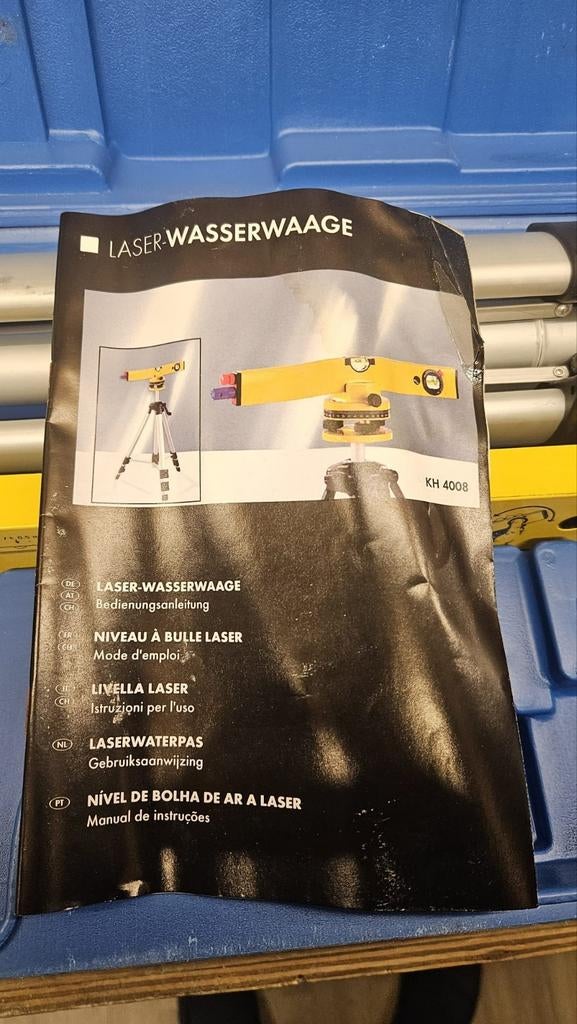 LASER-WASSERWAAGE
KH 4008
DE
AT
CH
LASER-WASSERWAAGE
Bedienungsanleitung
FR
CH
NIVEAU À BULLE LASER
Mode d'emploi
IT
CH
LIVELLA LASER
Istruzioni per l'uso
NL
LASERWATERPAS
Gebruiksaanwijzing
PT
NÍVEL DE BOLHA DE AR A LASER
Manual de instruções